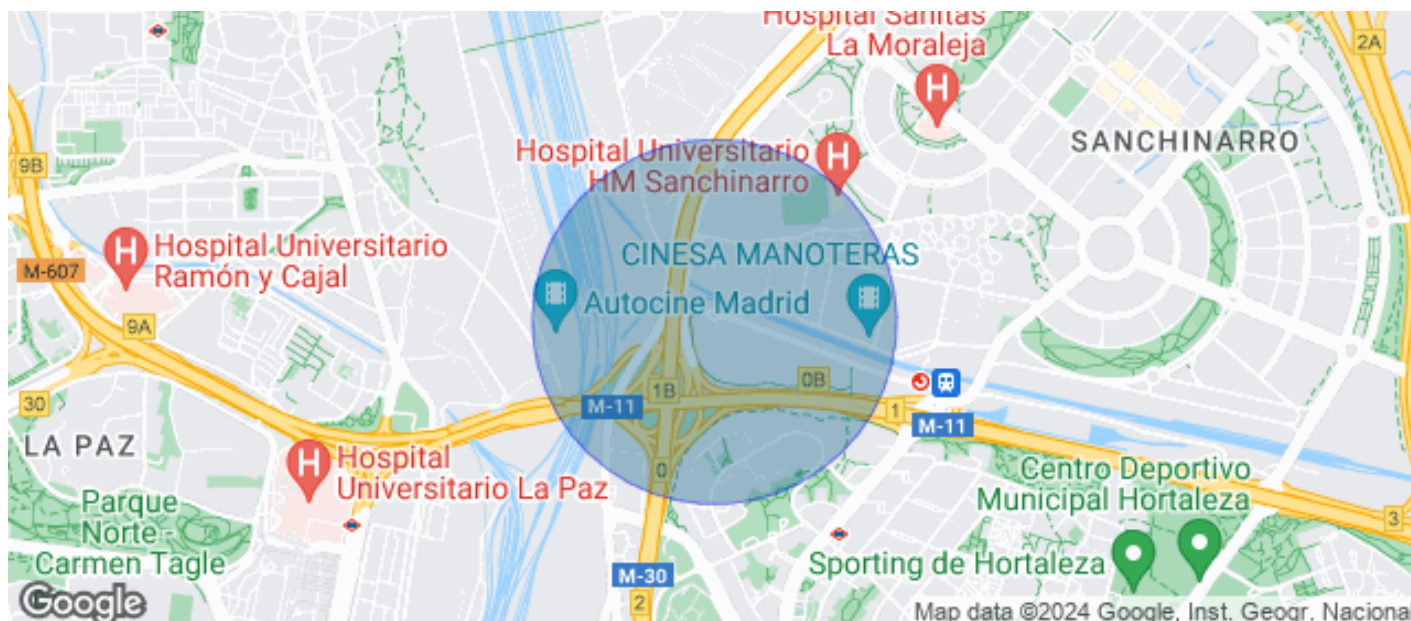 Hospital Sanitas
La Moraleja
2A
SANCHINARRO
9B
Hospital Universitario
HM Sanchinarro
M-607
Hospital Universitario
Ramón y Cajal
CINESA MANOTERAS
Autocine Madrid
9A
30
1B
0B
M-11
1
M-11
LA PAZ
Hospital
Universitario La Paz
0
Centro Deportivo
Municipal Hortaleza
Parque
Norte -
Carmen Tagle
3
Sporting de Hortaleza
M-30
2
Google
Map data ©2024 Google, Inst. Geogr. Nacional